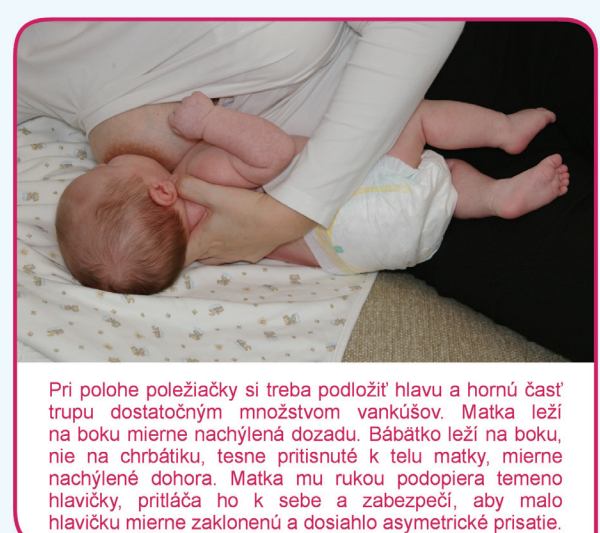 Pri polohe poležiačky si treba podložiť hlavu a hornú časť
trupu dostatočným množstvom vankúšov. Matka leží
na boku mierne nachýlená dozadu. Bábätko leží na boku,
nie na chrbátiku, tesne pritisnuté k telu matky, mierne
nachýlené dohora. Matka mu rukou podopiera temeno
hlavičky, pritláča ho k sebe a zabezpečí, aby malo
hlavičku mierne zaklonenú a dosiahlo asymetrické prisatie.